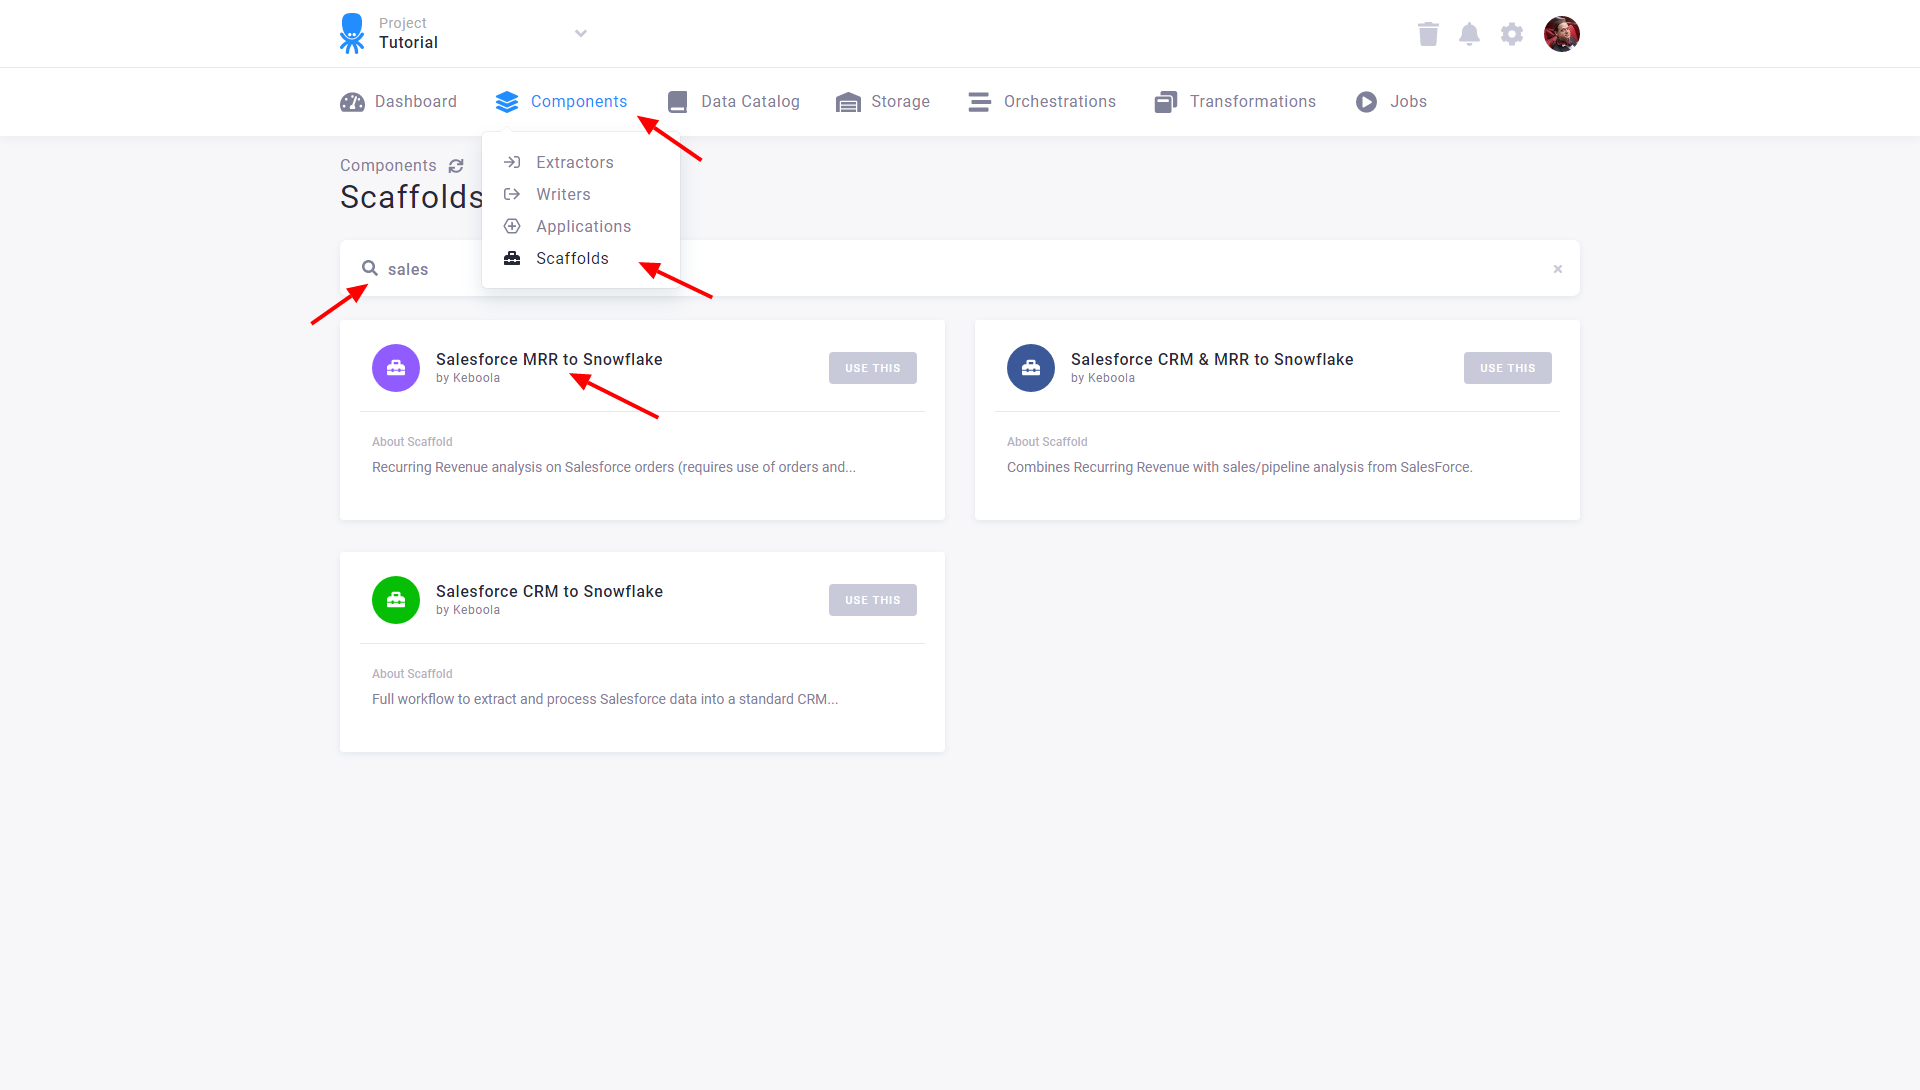 Project
Tutorial
Dashboard
Components
Data Catalog
Storage
Orchestrations
Transformations
Jobs
Extractors
Writers
Applications
Scaffolds
Components
Scaffolds
sales
Salesforce MRR to Snowflake
by Keboola
USE THIS
About Scaffold
Recurring Revenue analysis on Salesforce orders (requires use of orders and...
Salesforce CRM & MRR to Snowflake
by Keboola
USE THIS
About Scaffold
Combines Recurring Revenue with sales/pipeline analysis from SalesForce.
Salesforce CRM to Snowflake
by Keboola
USE THIS
About Scaffold
Full workflow to extract and process Salesforce data into a standard CRM...